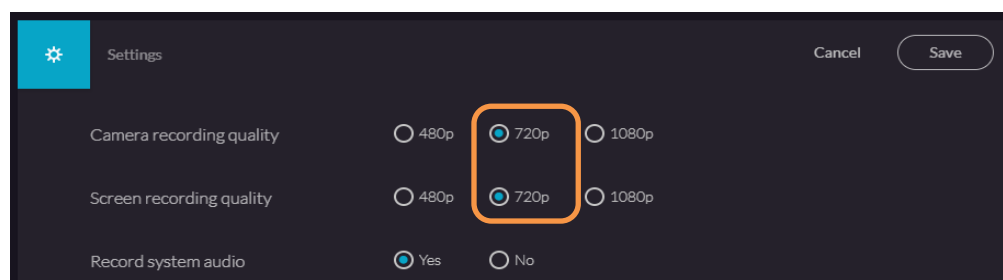 Settings Cancel Save
Camera recording quality 480p 720p 1080p
Screen recording quality 480p 720p 1080p
Record system audio Yes No